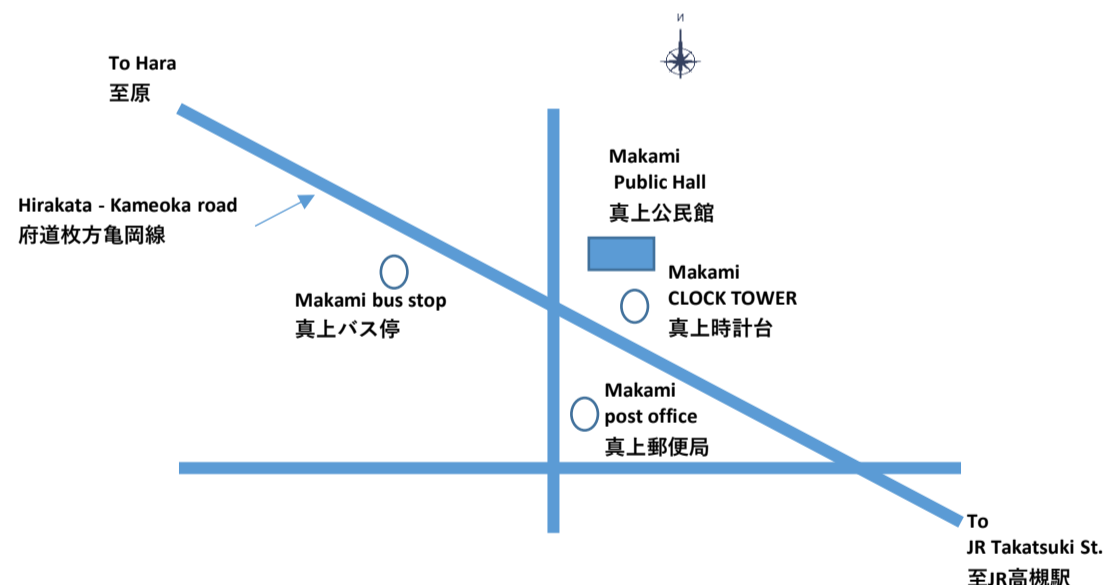 И
To Hara
至原
Makami
Public Hall
真上公民館
Hirakata - Kameoka road
府道枚方亀岡線
Makami
CLOCK TOWER
真上時計台
Makami bus stop
真上バス停
Makami
post office
真上郵便局
To
JR Takatsuki St.
至JR高槻駅